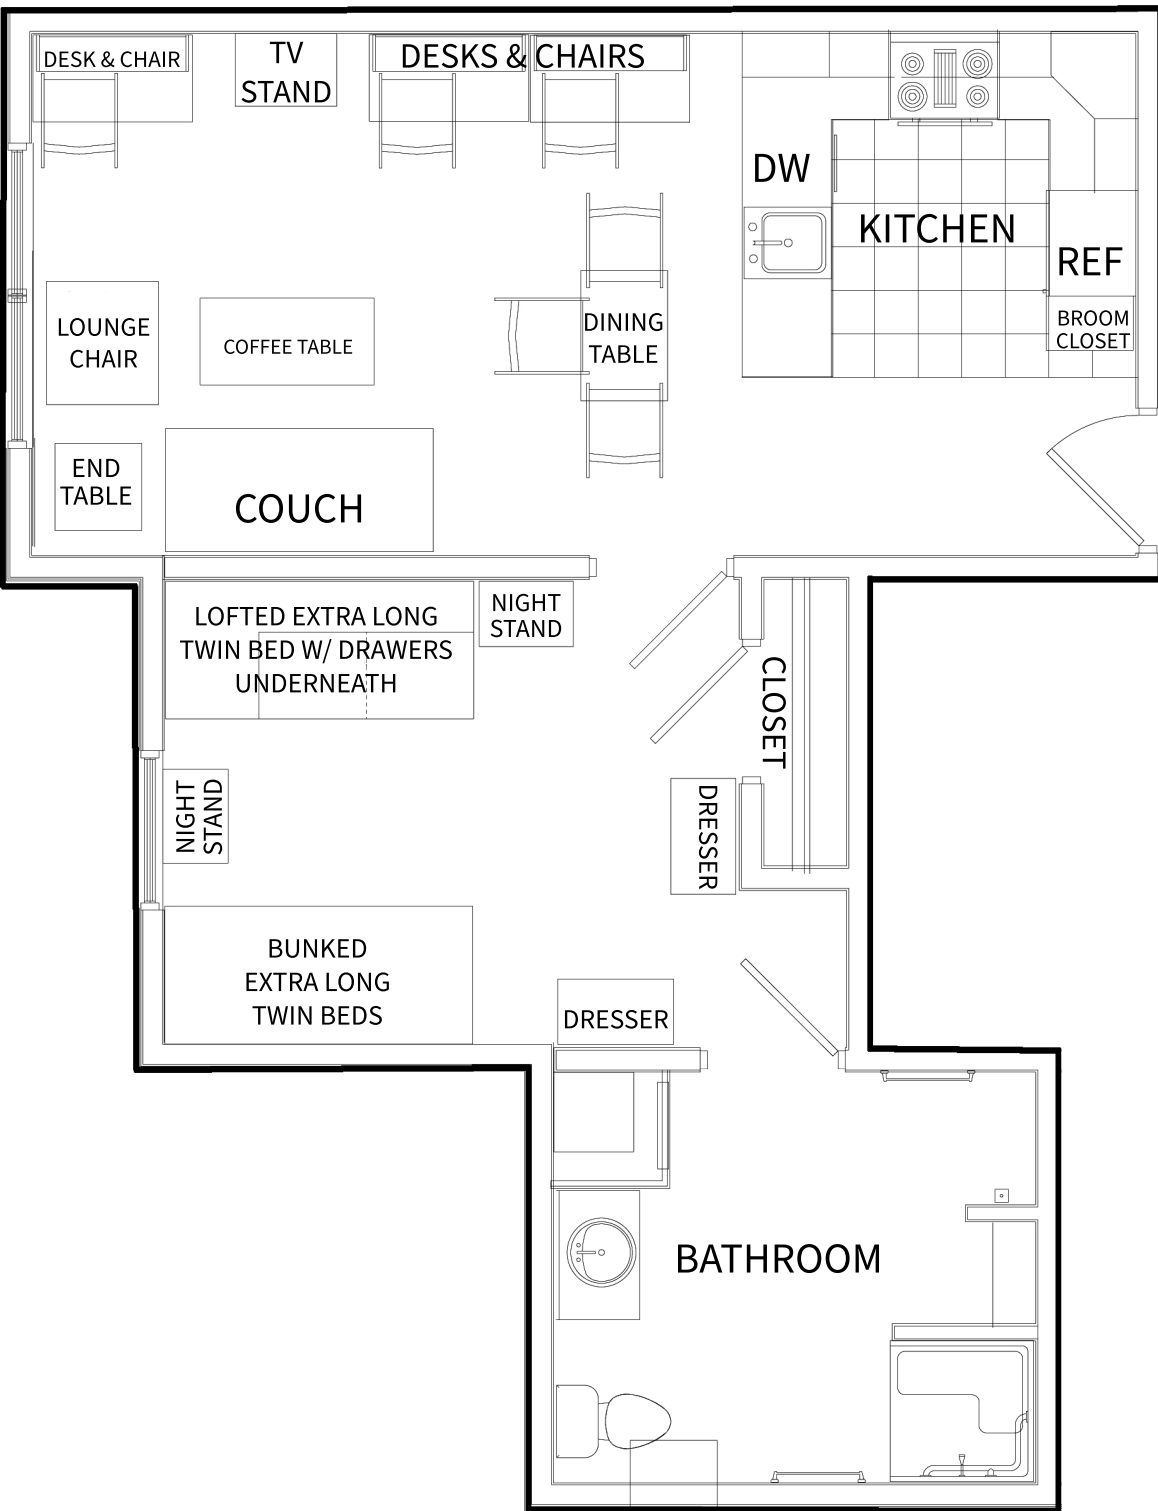 DESK & CHAIR
TV
STAND
DESKS & CHAIRS
DW
KITCHEN
REF
BROOM
CLOSET
LOUNGE
CHAIR
COFFEE TABLE
DINING
TABLE
END
TABLE
COUCH
LOFTED EXTRA LONG
TWIN BED W/ DRAWERS
UNDERNEATH
NIGHT
STAND
CLOSET
NIGHT
STAND
DRESSER
BUNKED
EXTRA LONG
TWIN BEDS
DRESSER
BATHROOM